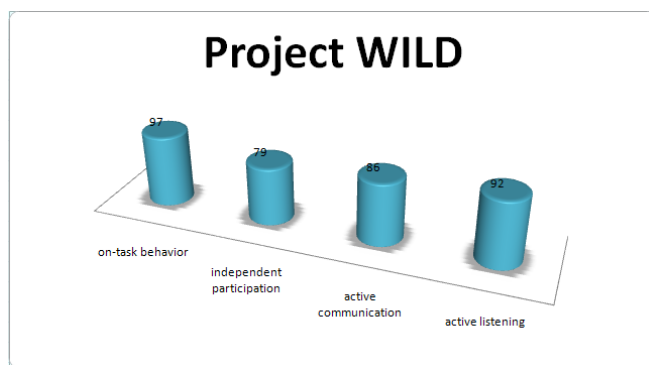 Project WILD
97
79
86
92
on-task behavior
independent
participation
active
communication
active listening